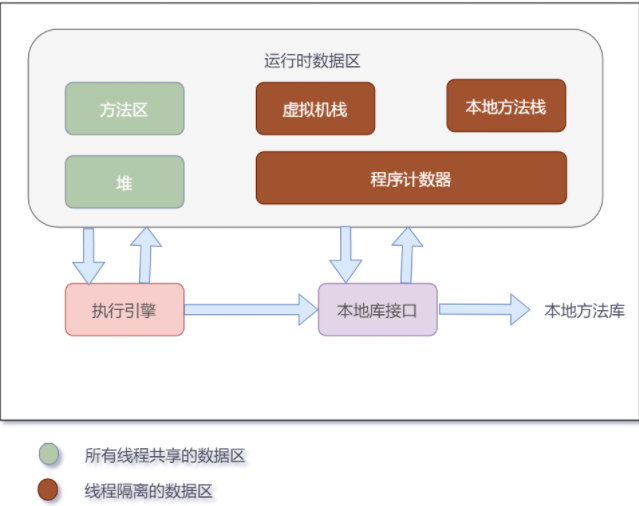 运行时数据区
方法区
虚拟机栈
本地方法栈
堆
程序计数器
执行引擎
本地库接口
本地方法库
所有线程共享的数据区
线程隔离的数据区